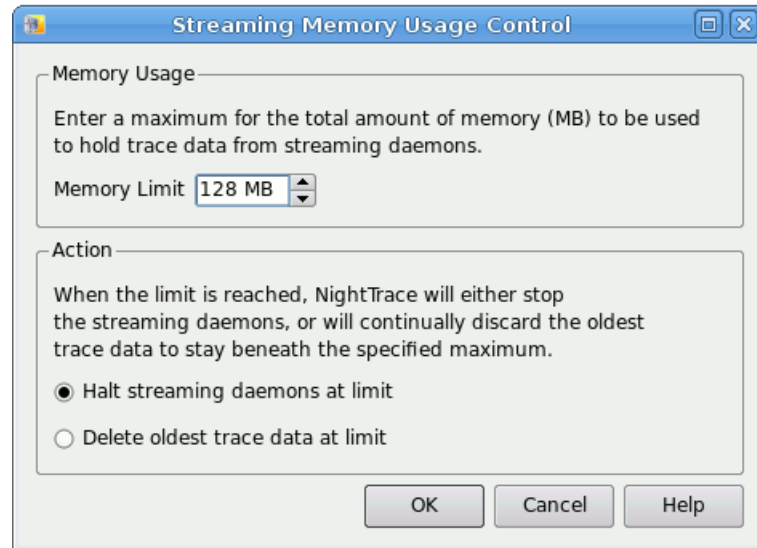 Streaming Memory Usage Control
Memory Usage
Enter a maximum for the total amount of memory (MB) to be used
to hold trace data from streaming daemons.
Memory Limit 128 MB
Action
When the limit is reached, NightTrace will either stop
the streaming daemons, or will continually discard the oldest
trace data to stay beneath the specified maximum.
Halt streaming daemons at limit
Delete oldest trace data at limit
OK Cancel Help